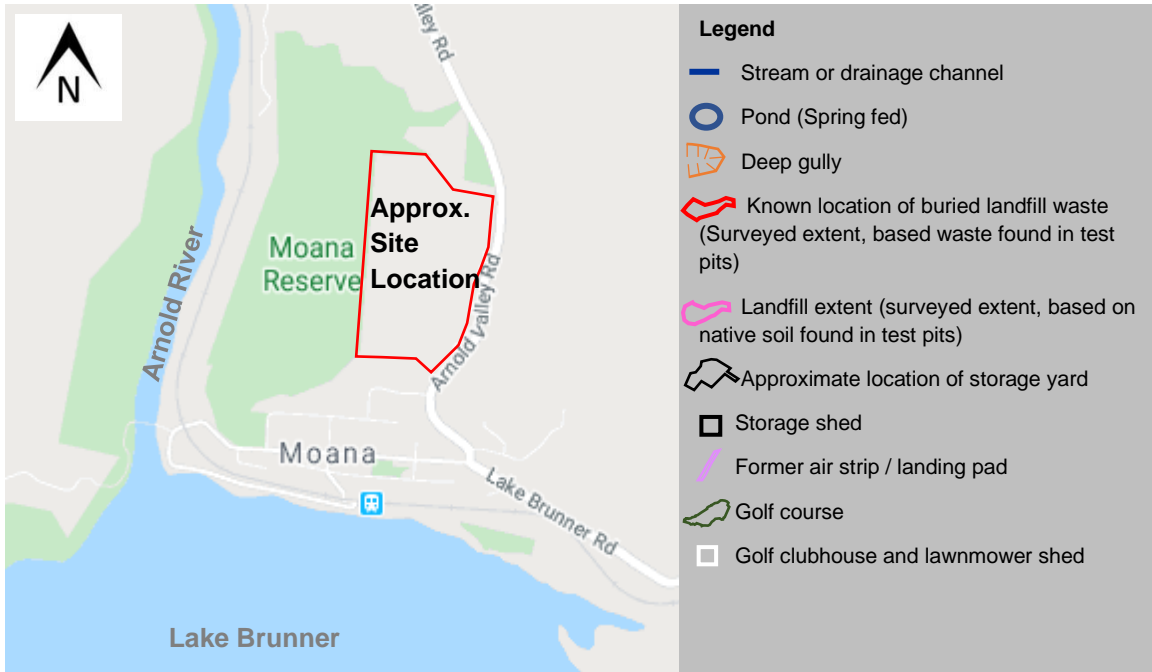 N
Valley Rd
Approx.
Site
Location
Moana
Reserve
Arnold Valley Rd
Arnold River
Moana
Lake Brunner Rd
Lake Brunner
Legend
Stream or drainage channel
Pond (Spring fed)
Deep gully
Known location of buried landfill waste
(Surveyed extent, based waste found in test
pits)
Landfill extent (surveyed extent, based on
native soil found in test pits)
Approximate location of storage yard
Storage shed
Former air strip / landing pad
Golf course
Golf clubhouse and lawnmower shed